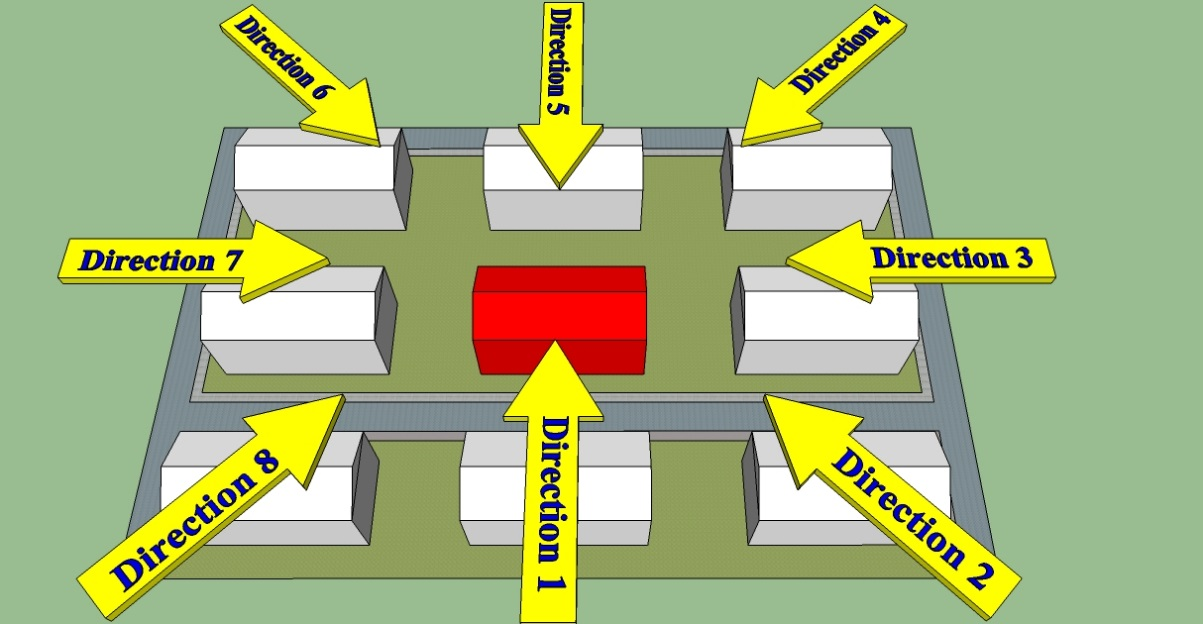 Direction 6
Direction 5
Direction 4
Direction 7
Direction 3
Direction 8
Direction 1
Direction 2